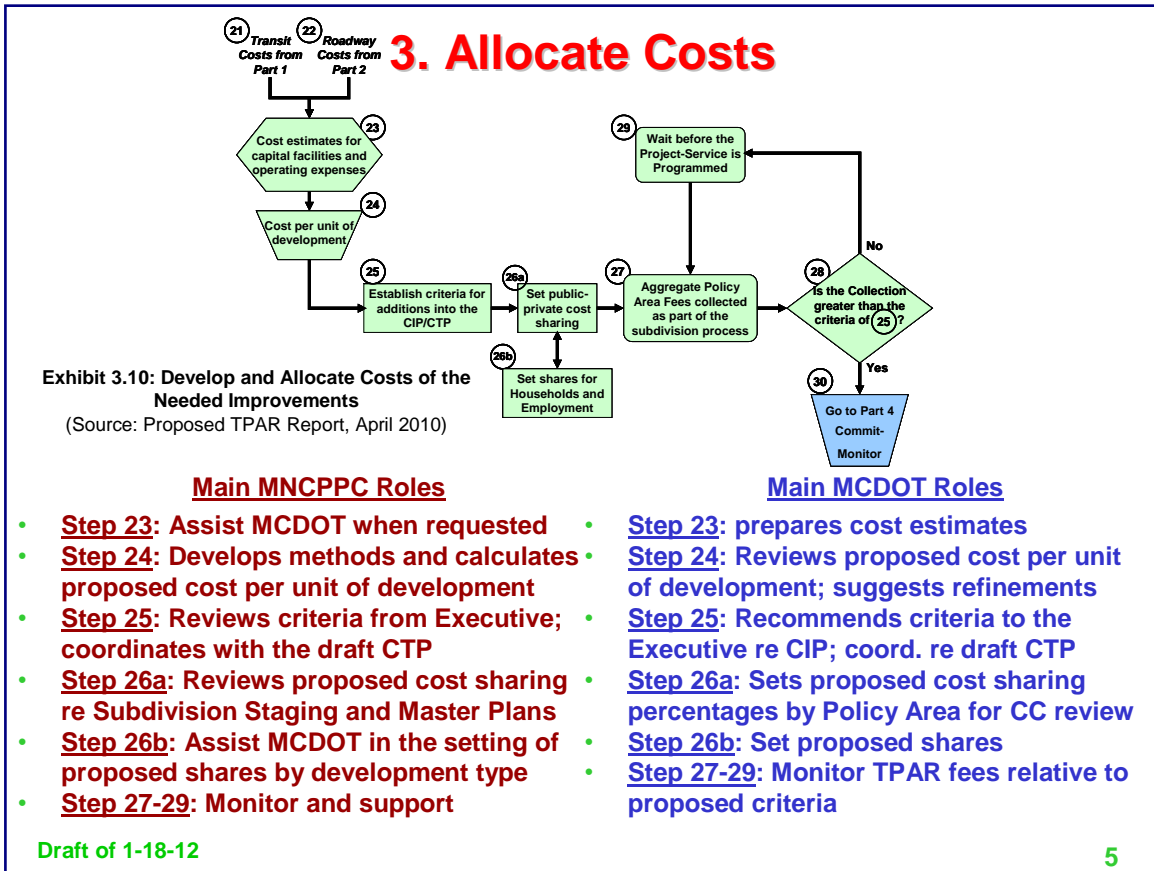 3. Allocate Costs
21
Transit
Costs from
Part 1
22
Roadway
Costs from
Part 2
23
Cost estimates for
capital facilities and
operating expenses
24
Cost per unit of
development
25
Establish criteria for
additions into the
CIP/CTP
26a
Set public-
private cost
sharing
26b
Set shares for
Households and
Employment
27
Aggregate Policy
Area Fees collected
as part of the
subdivision process
28
Is the Collection
greater than the
criteria of 25 ?
No
29
Wait before the
Project-Service is
Programmed
Yes
30
Go to Part 4
Commit-
Monitor
Exhibit 3.10: Develop and Allocate Costs of the
Needed Improvements
(Source: Proposed TPAR Report, April 2010)
Main MNCPPC Roles
• Step 23: Assist MCDOT when requested
• Step 24: Develops methods and calculates
proposed cost per unit of development
• Step 25: Reviews criteria from Executive;
coordinates with the draft CTP
• Step 26a: Reviews proposed cost sharing
re Subdivision Staging and Master Plans
• Step 26b: Assist MCDOT in the setting of
proposed shares by development type
• Step 27-29: Monitor and support
Main MCDOT Roles
• Step 23: prepares cost estimates
• Step 24: Reviews proposed cost per unit
of development; suggests refinements
• Step 25: Recommends criteria to the
Executive re CIP; coord. re draft CTP
• Step 26a: Sets proposed cost sharing
percentages by Policy Area for CC review
• Step 26b: Set proposed shares
• Step 27-29: Monitor TPAR fees relative to
proposed criteria
Draft of 1-18-12
5